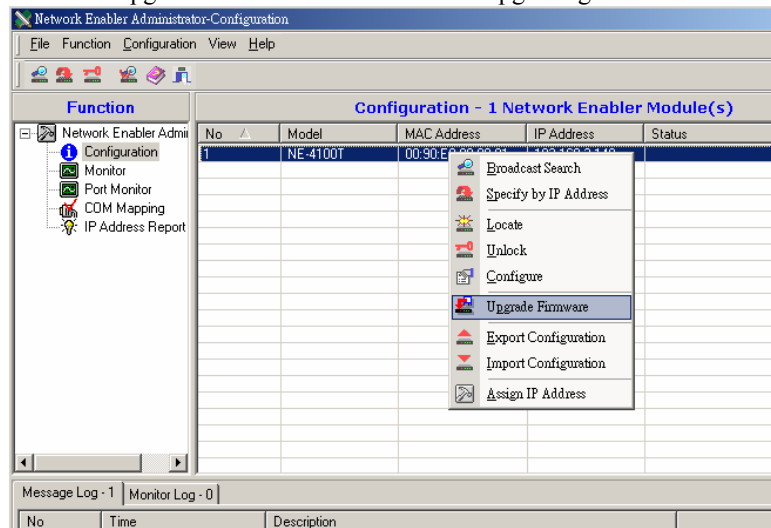 Network Enabler Administrator-Configuration
File Function Configuration View Help
Function
Configuration - 1 Network Enabler Module(s)
Network Enabler Admi
Configuration
Monitor
Port Monitor
COM Mapping
IP Address Report
No Model MAC Address IP Address Status
1 NE-4100T
Broadcast Search
Specify by IP Address
Locate
Unlock
Configure
Upgrade Firmware
Export Configuration
Import Configuration
Assign IP Address
Message Log - 1 Monitor Log - 0
No Time Description